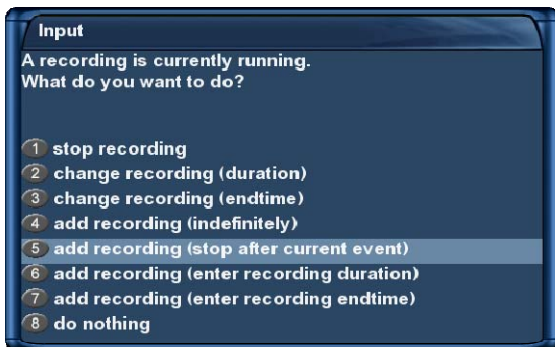 Input
A recording is currently running.
What do you want to do?
1 stop recording
2 change recording (duration)
3 change recording (endtime)
4 add recording (indefinitely)
5 add recording (stop after current event)
6 add recording (enter recording duration)
7 add recording (enter recording endtime)
8 do nothing